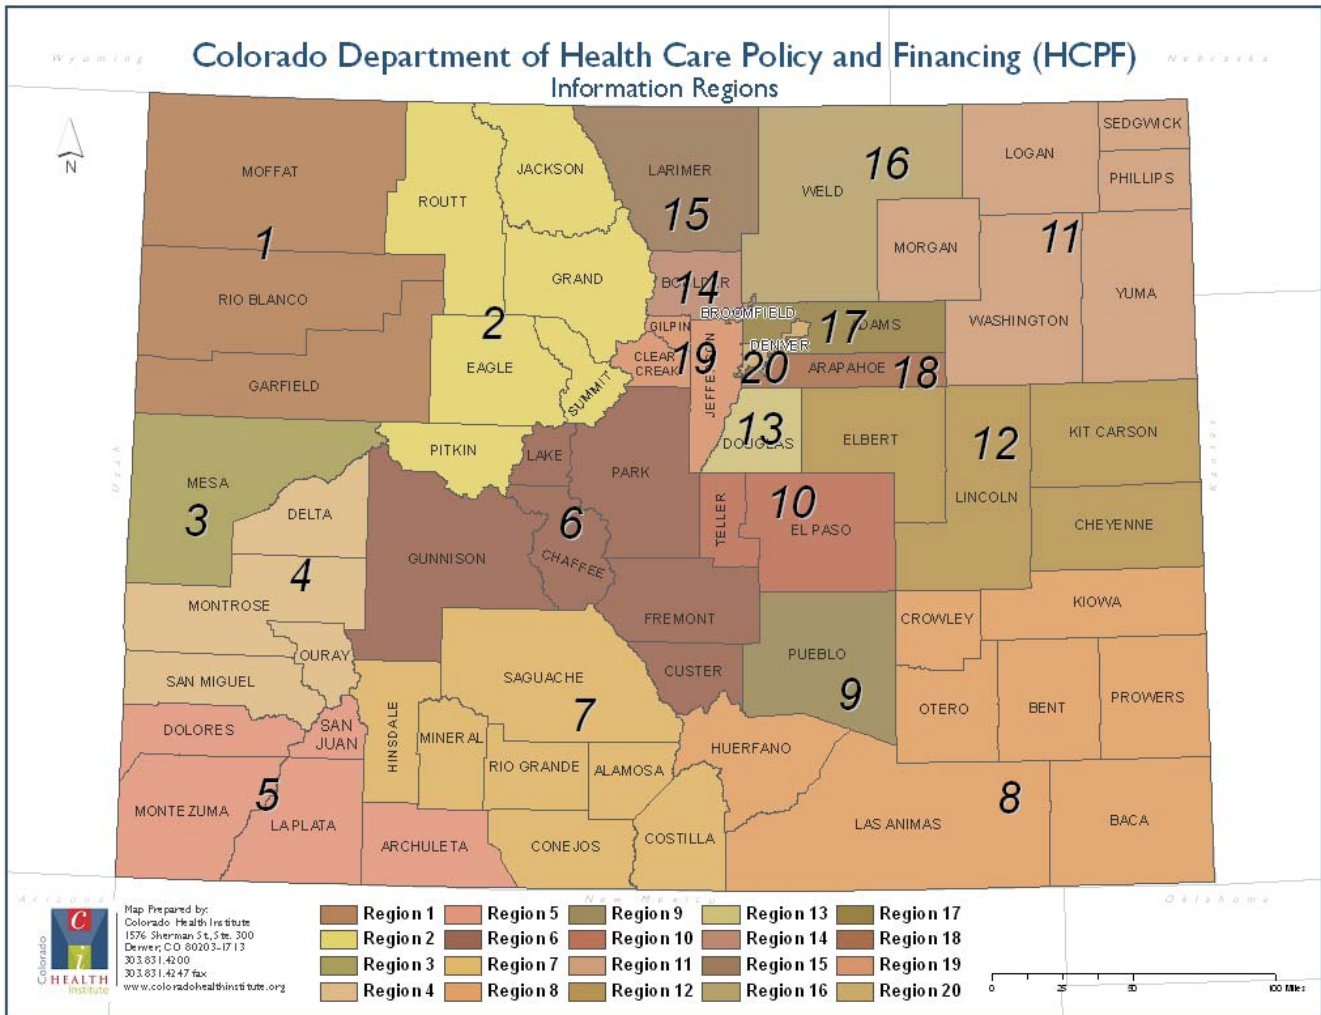 Colorado Department of Health Care Policy and Financing (HCPF)
Information Regions
Wyoming
Nebraska
N
MOFFAT
1
RIO BLANCO
GARFIELD
ROUTT
JACKSON
GRAND
2
EAGLE
SUMMIT
PITKIN
LARIMER
15
BOULDER
14
BROOMFIELD
GILPIN
CLEAR
CREAK
19
JEFFERSON
WELD
16
MORGAN
LOGAN
SEDGWICK
PHILLIPS
11
WASHINGTON
YUMA
17
ADAMS
DENVER
20
ARAPAHOE
18
Utah
Kansas
MESA
3
DELTA
4
MONTROSE
OURAY
SAN MIGUEL
GUNNISON
LAKE
6
CHAFFEE
PARK
FREMONT
CUSTER
13
DOUGLAS
ELBERT
12
LINCOLN
KIT CARSON
CHEYENNE
TELLER
10
EL PASO
DOLORES
SAN
JUAN
MONTEZUMA
5
LA PLATA
ARCHULETA
SAGUACHE
7
HINSDALE
MINERAL
RIO GRANDE
ALAMOSA
CONEJOS
COSTILLA
PUEBLO
9
CROWLEY
KIOWA
OTERO
BENT
PROWERS
HUERFANO
LAS ANIMAS
8
BACA
Arizona
New Mexico
Oklahoma
Colorado
C
i
HEALTH
Institute
Map Prepared by:
Colorado Health Institute
1576 Sherman St., Ste. 300
Denver, CO 80203-1713
303.831.4200
303.831.4247 fax
www.coloradohealthinstitute.org
Region 1
Region 2
Region 3
Region 4
Region 5
Region 6
Region 7
Region 8
Region 9
Region 10
Region 11
Region 12
Region 13
Region 14
Region 15
Region 16
Region 17
Region 18
Region 19
Region 20
0 25 50 100 Miles